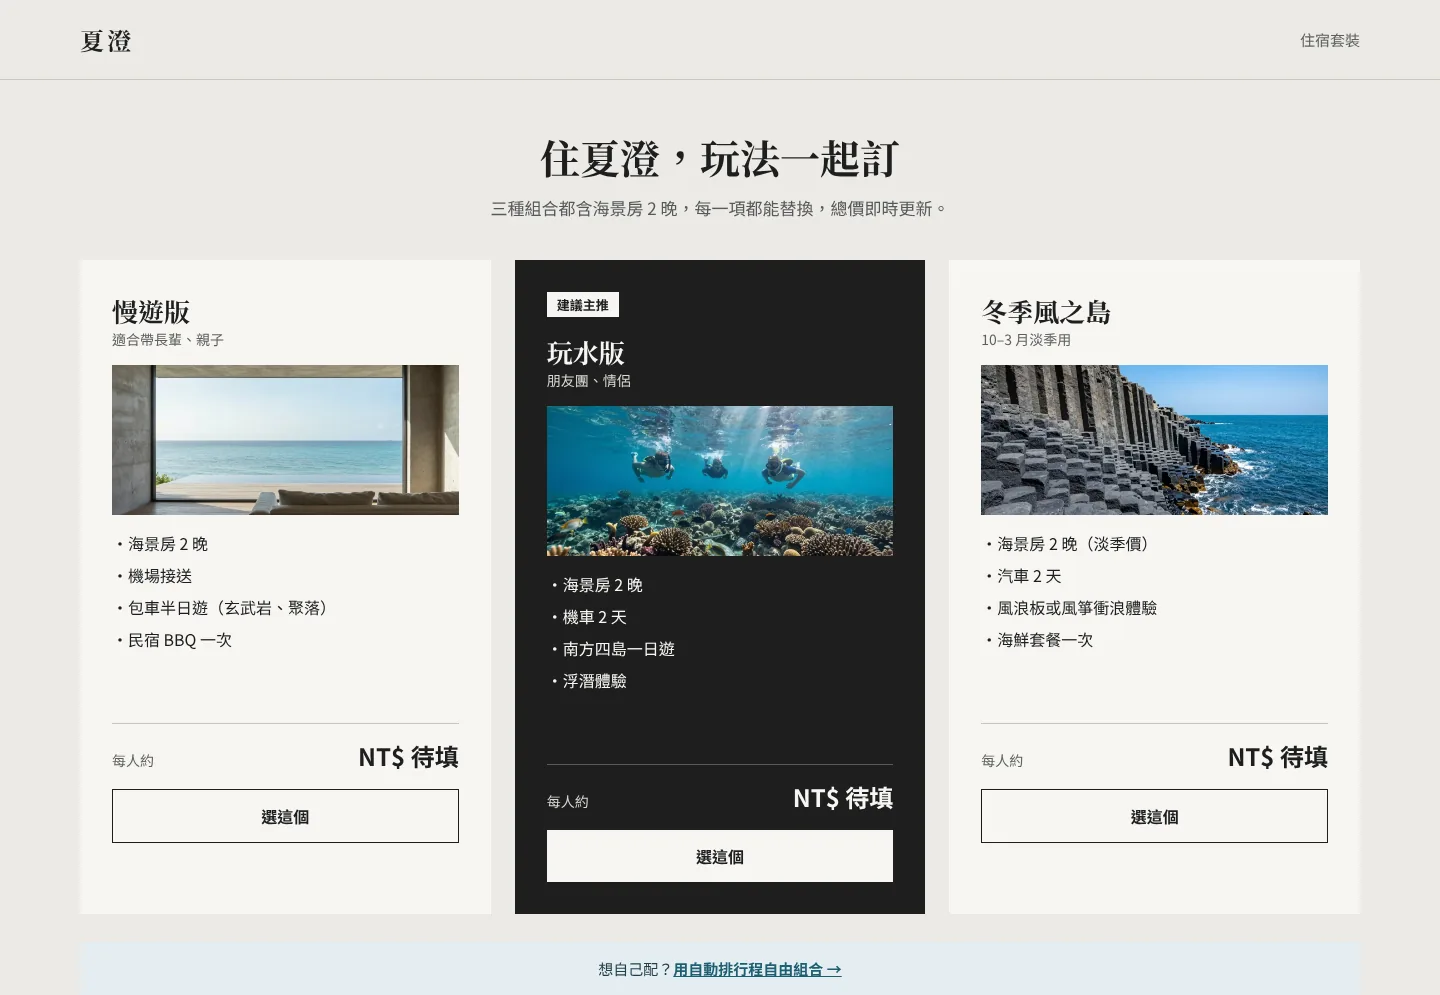 夏澄
住宿套裝
住夏澄，玩法一起訂
三種組合都含海景房 2 晚，每一項都能替換，總價即時更新。
慢遊版
適合帶長輩、親子
・海景房 2 晚
・機場接送
・包車半日遊（玄武岩、聚落）
・民宿 BBQ 一次
每人約
NT$ 待填
選這個
建議主推
玩水版
朋友團、情侶
・海景房 2 晚
・機車 2 天
・南方四島一日遊
・浮潛體驗
每人約
NT$ 待填
選這個
冬季風之島
10–3 月淡季用
・海景房 2 晚（淡季價）
・汽車 2 天
・風浪板或風箏衝浪體驗
・海鮮套餐一次
每人約
NT$ 待填
選這個
想自己配？用自動排行程自由組合 →